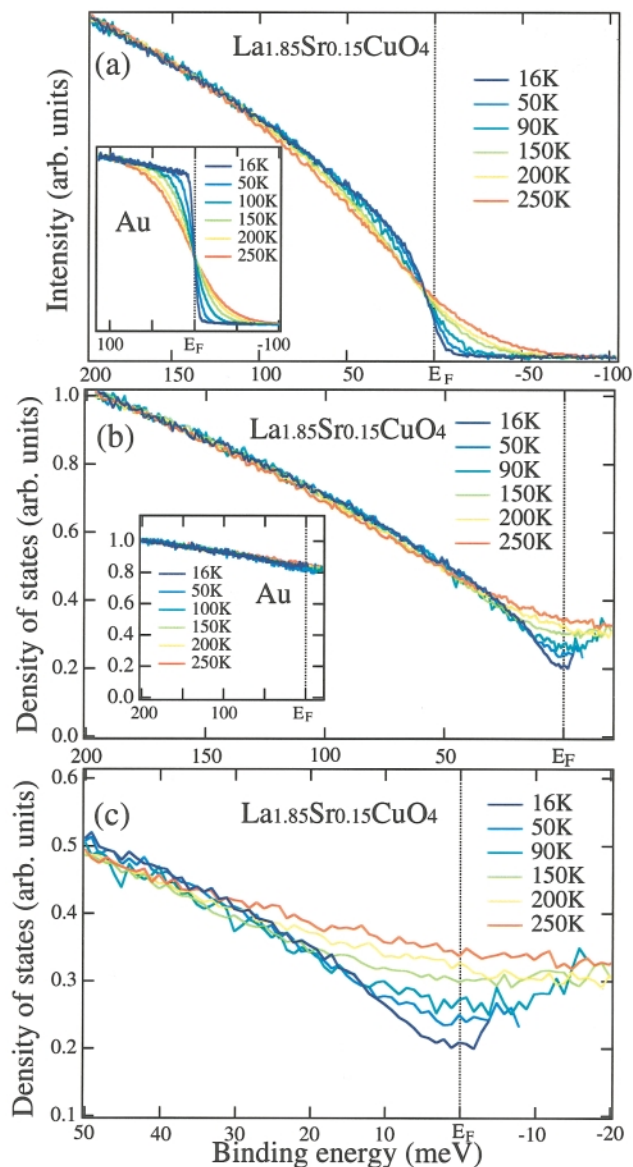 (a)
La1.85Sr0.15CuO4
16K
50K
90K
150K
200K
250K
Intensity (arb. units)
Au
16K
50K
100K
150K
200K
250K
100 EF -100
200 150 100 50 EF -50 -100
(b)
La1.85Sr0.15CuO4
16K
50K
90K
150K
200K
250K
Density of states (arb. units)
1.0
0.8
0.6
0.4
0.2
0.0
Au
16K
50K
100K
150K
200K
250K
1.0
0.8
0.6
0.4
0.2
0.0
200 100 EF
200 150 100 50 EF
(c)
La1.85Sr0.15CuO4
16K
50K
90K
150K
200K
250K
Density of states (arb. units)
0.6
0.5
0.4
0.3
0.2
0.1
50 40 30 20 10 EF -10 -20
Binding energy (meV)